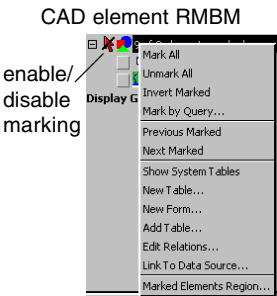 CAD element RMBM
enable/
disable
marking
Display G
Mark All
Unmark All
Invert Marked
Mark by Query...
Previous Marked
Next Marked
Show System Tables
New Table...
New Form...
Add Table...
Edit Relations...
Link To Data Source...
Marked Elements Region...